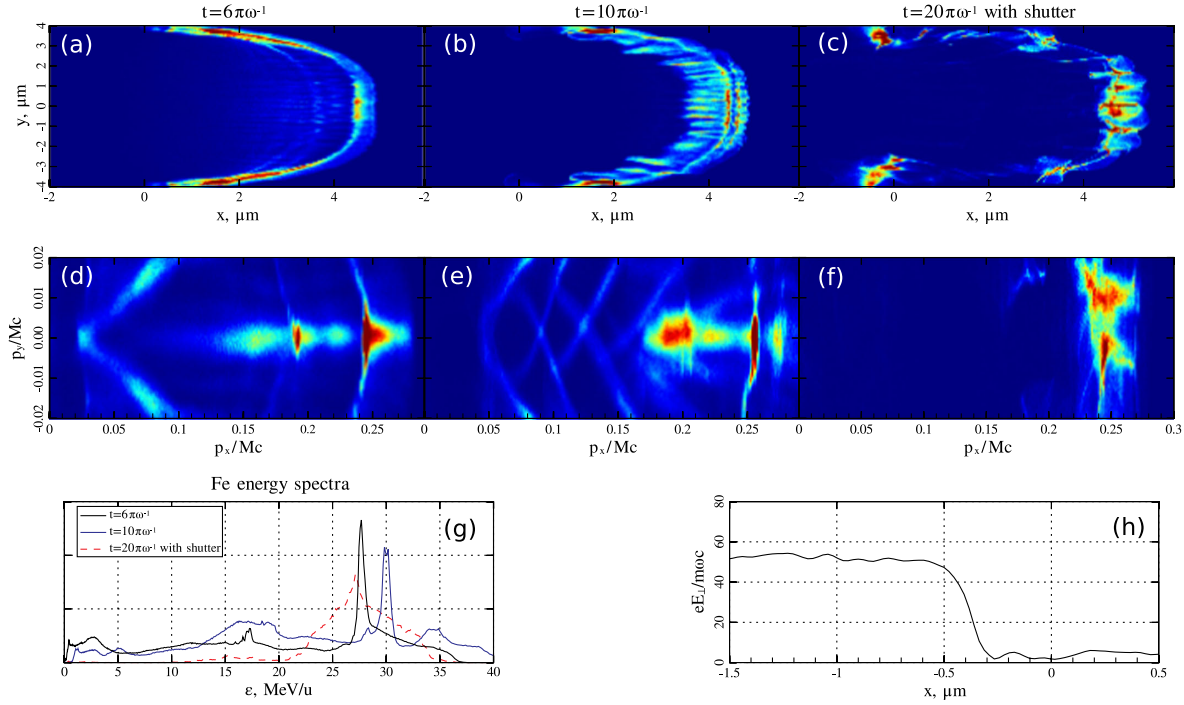 t=6πω⁻¹ t=10πω⁻¹ t=20πω⁻¹ with shutter
(a) (b) (c)
y, μm
4 3 2 1 0 -1 -2 -3 -4
-2 0 2 4 -2 0 2 4 -2 0 2 4
x, μm x, μm x, μm
(d) (e) (f)
p_y/Mc
0.02 0.01 0.00 -0.01 -0.02
0 0.05 0.1 0.15 0.2 0.25 0 0.05 0.1 0.15 0.2 0.25 0 0.05 0.1 0.15 0.2 0.25 0.3
p_x/Mc p_x/Mc p_x/Mc
Fe energy spectra
t=6πω⁻¹
t=10πω⁻¹
t=20πω⁻¹ with shutter
(g)
0 5 10 15 20 25 30 35 40
ε, MeV/u
(h)
eE⊥/mωc
80 60 40 20 0
-1.5 -1 -0.5 0 0.5
x, μm